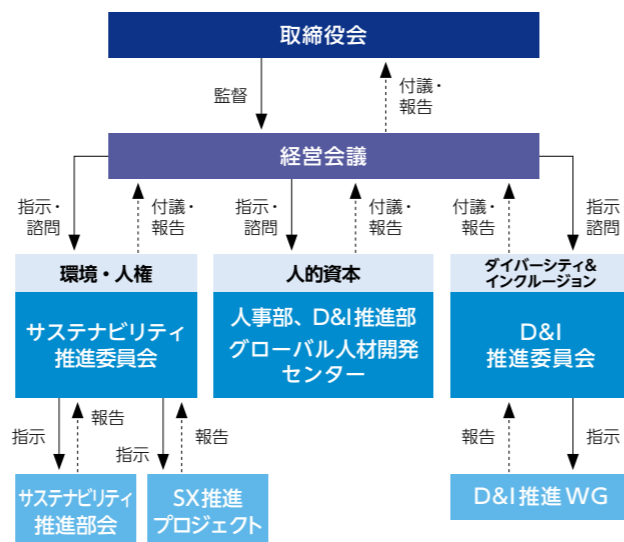 取締役会
監督
付議・
報告
経営会議
指示・
諮問
付議・
報告
指示・
諮問
付議・
報告
付議・
報告
指示
諮問
環境・人権
サステナビリティ
推進委員会
人的資本
人事部、D&I推進部
グローバル人材開発
センター
ダイバーシティ&
インクルージョン
D&I
推進委員会
指示
報告
指示
報告
報告
指示
サステナビリティ
推進部会
SX推進
プロジェクト
D&I推進WG